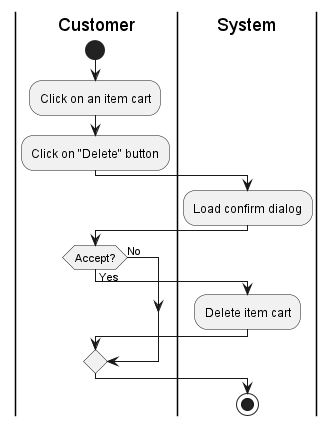 Customer
System
Click on an item cart
Click on "Delete" button
Load confirm dialog
Accept?
No
Yes
Delete item cart